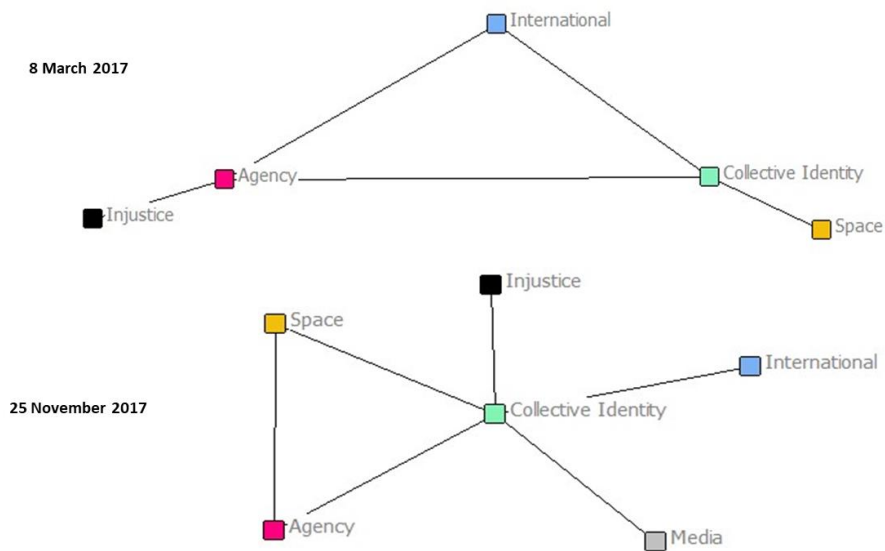 International
8 March 2017
Agency
Collective Identity
Injustice
Space
Injustice
Space
International
25 November 2017
Collective Identity
Agency
Media